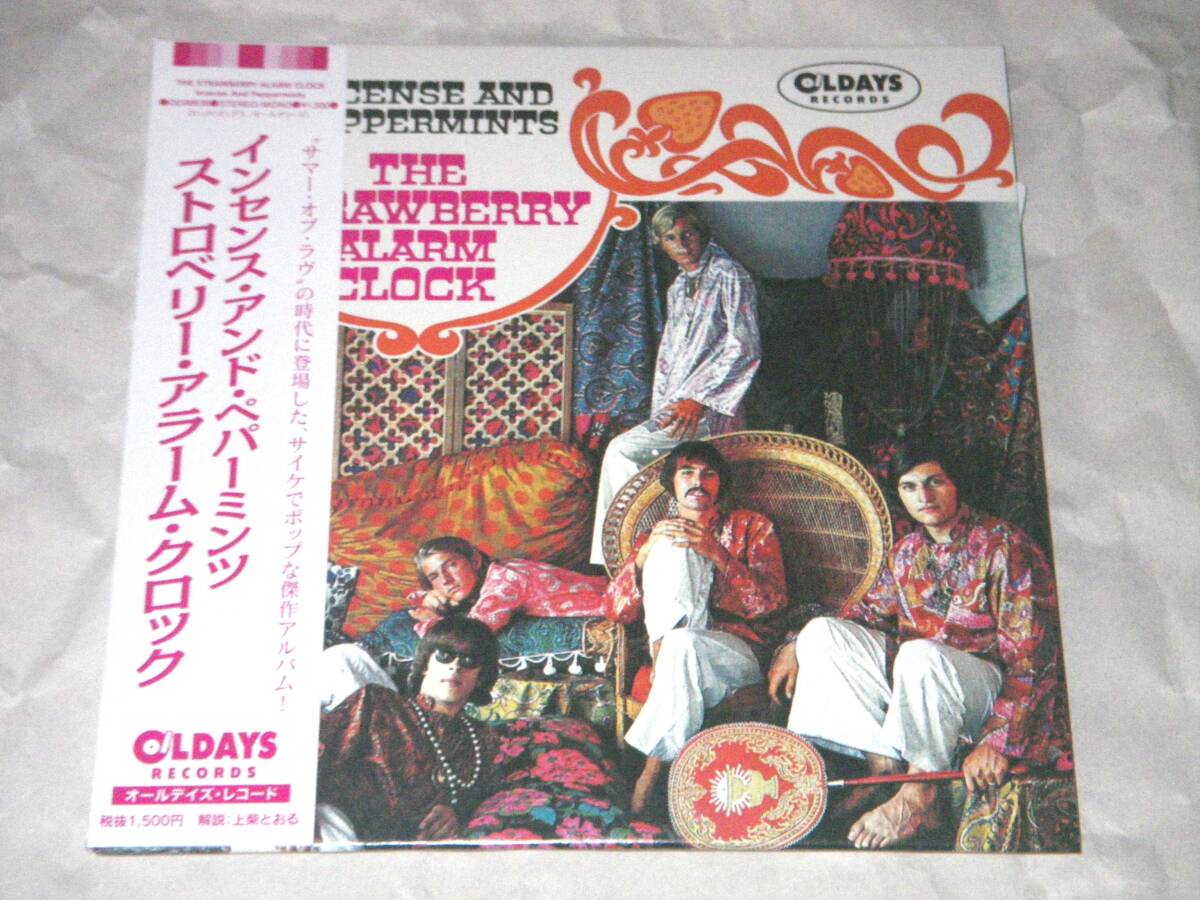 THE STRAWBERRY ALARM CLOCK
Incense And Peppermints
インセンス・アンド・ペパーミンツ
ストロベリー・アラーム・クロック
"サマー・オブ・ラヴ"の時代に登場した、サイケでポップな傑作アルバム!
OLDAYS
RECORDS
オールデイズ・レコード
税抜1,500円 解説:上柴とおる
CENSE AND
PPERMINTS
THE
RAWBERRY
ALARM
CLOCK
OLDAYS
RECORDS